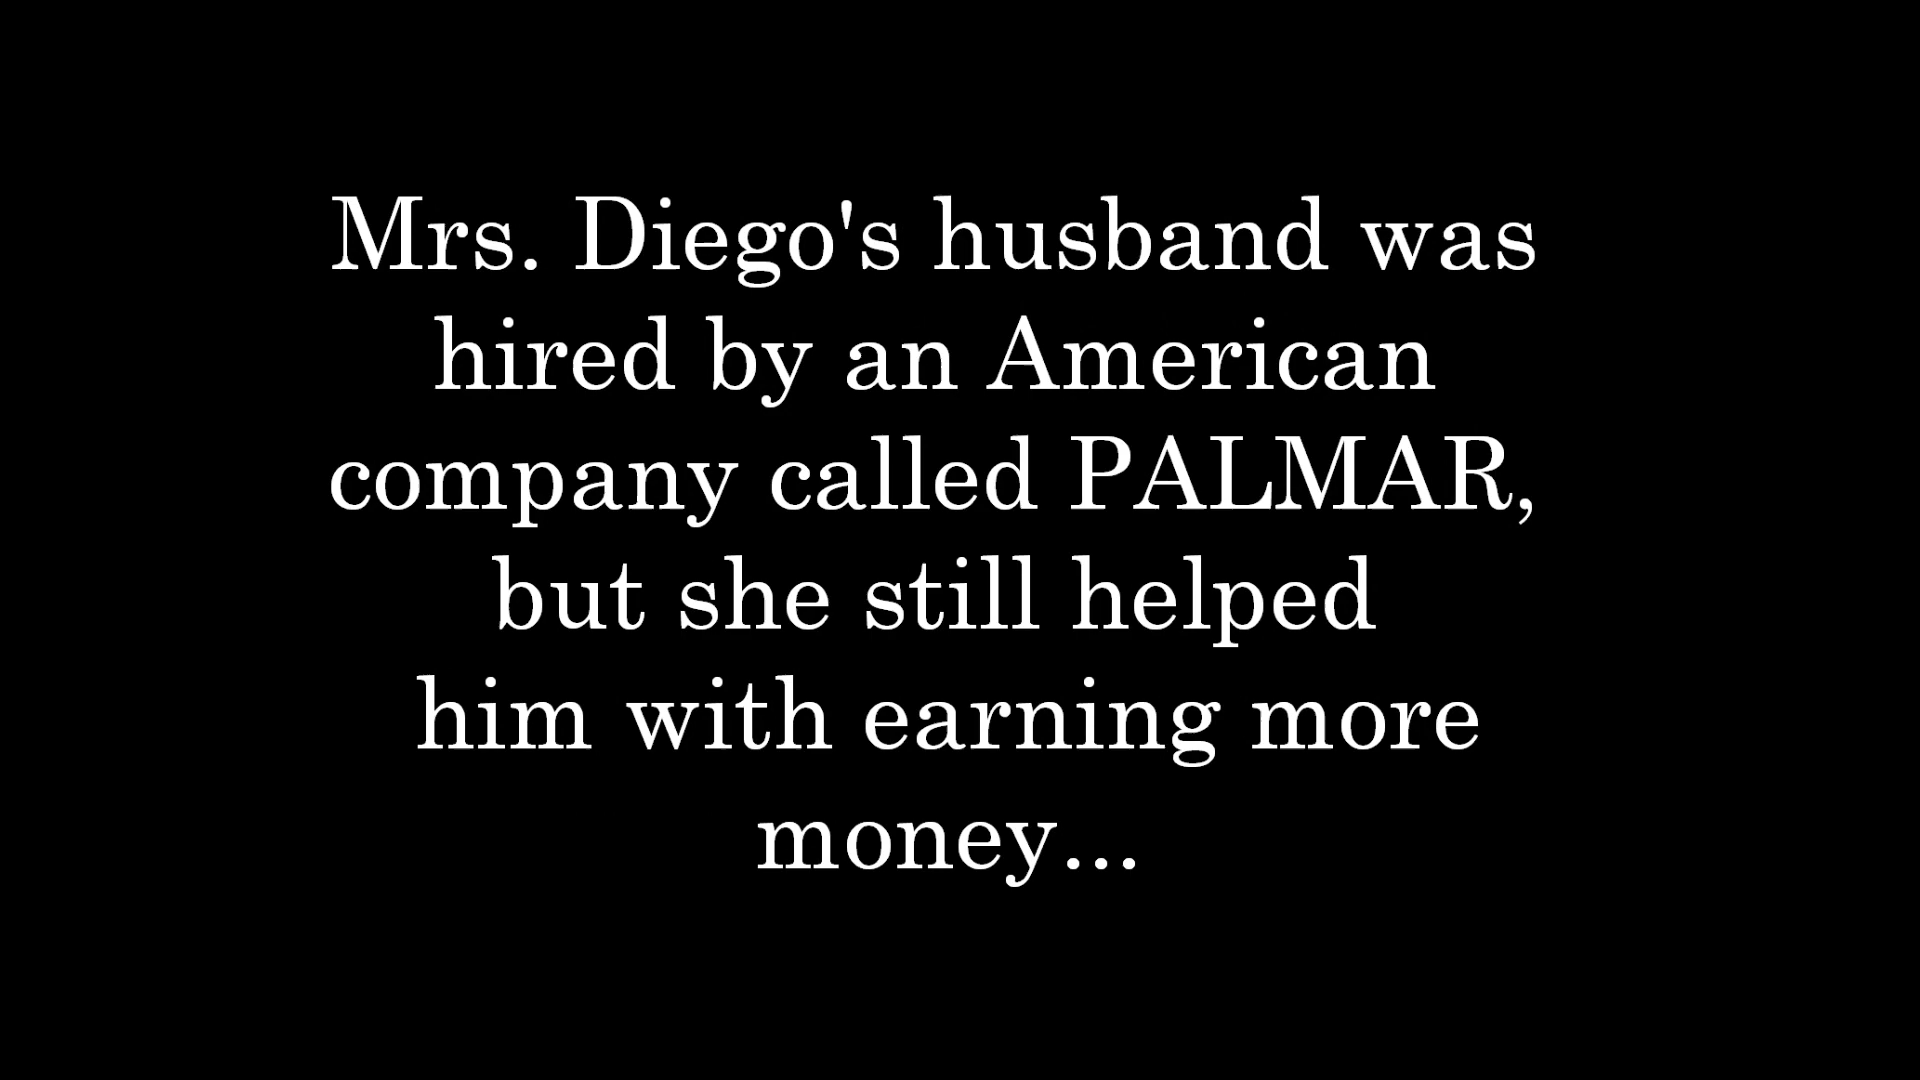 Mrs. Diego's husband was
hired by an American
company called PALMAR,
but she still helped
him with earning more
money...